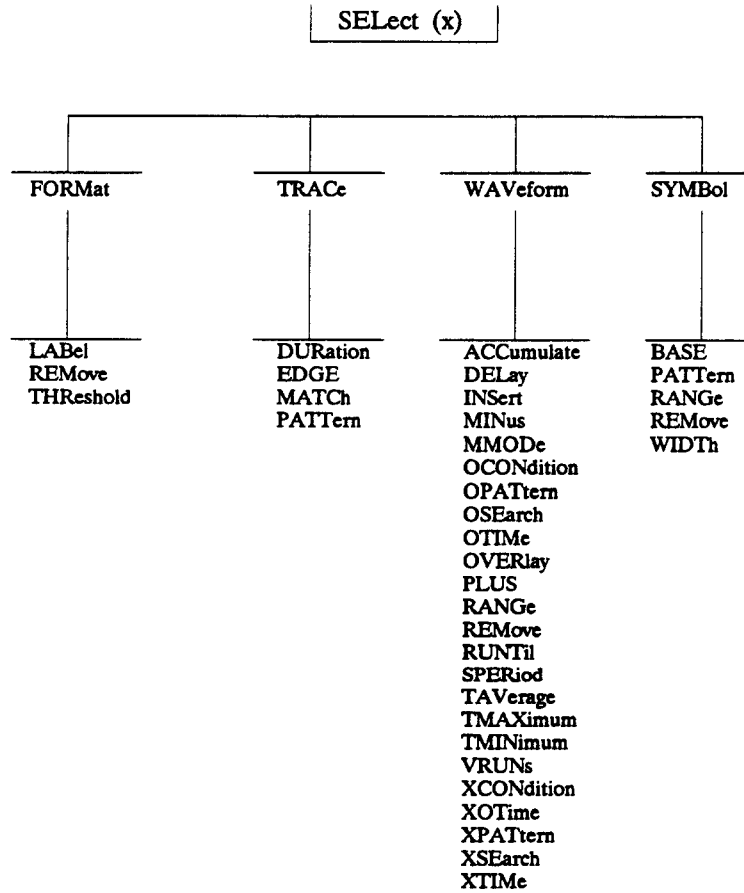 SELect (x)
FORMat
TRACe
WAVeform
SYMBol
LABel
REMove
THReshold
DURation
EDGE
MATCh
PATTern
ACCumulate
DELay
INSert
MINus
MMODe
OCONdition
OPATtern
OSEarch
OTIMe
OVERlay
PLUS
RANGe
REMove
RUNTil
SPERiod
TAVerage
TMAXimum
TMINimum
VRUNs
XCONdition
XOTime
XPATtern
XSEarch
XTIMe
BASE
PATTern
RANGe
REMove
WIDTh